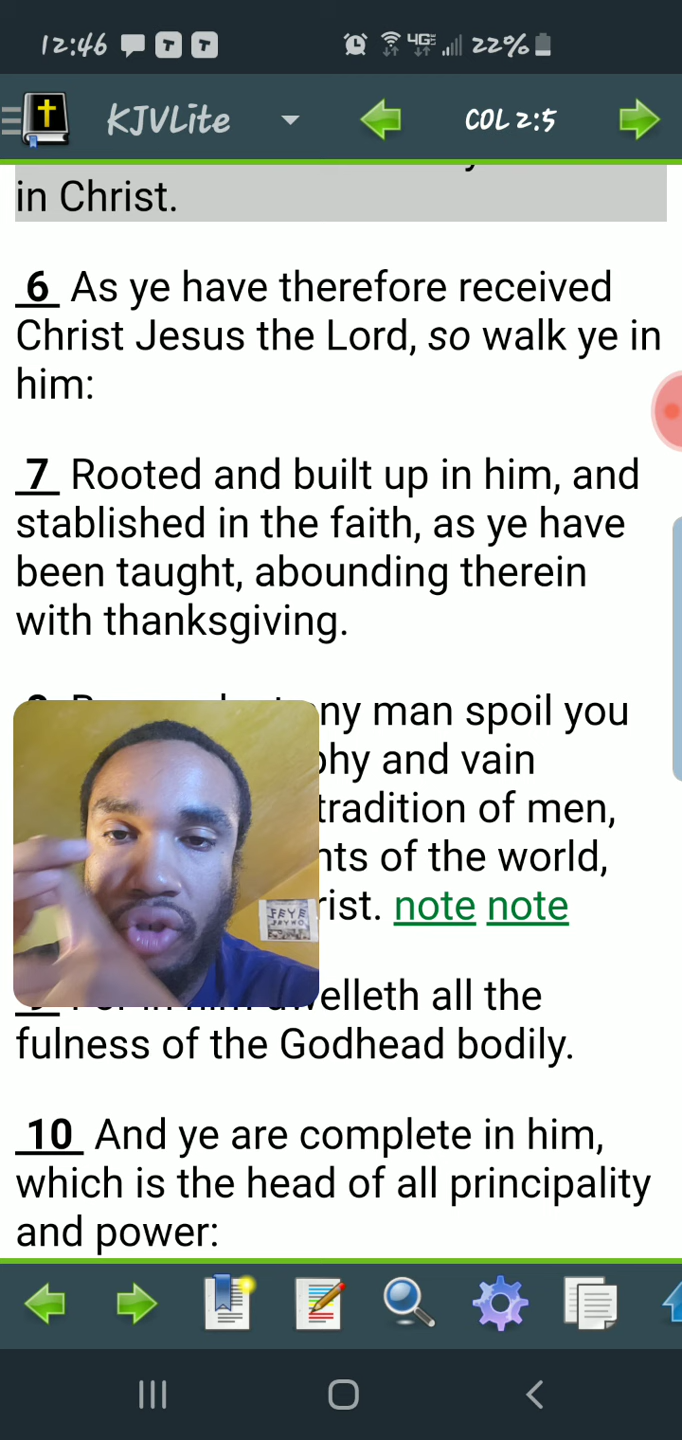 12:46 T T 4GE 22%
KJVLite COL 2:5
in Christ.
6 As ye have therefore received
Christ Jesus the Lord, so walk ye in
him:
7 Rooted and built up in him, and
stablished in the faith, as ye have
been taught, abounding therein
with thanksgiving.
ny man spoil you
phy and vain
tradition of men,
nts of the world,
rist. note note
welleth all the
fulness of the Godhead bodily.
10 And ye are complete in him,
which is the head of all principality
and power: